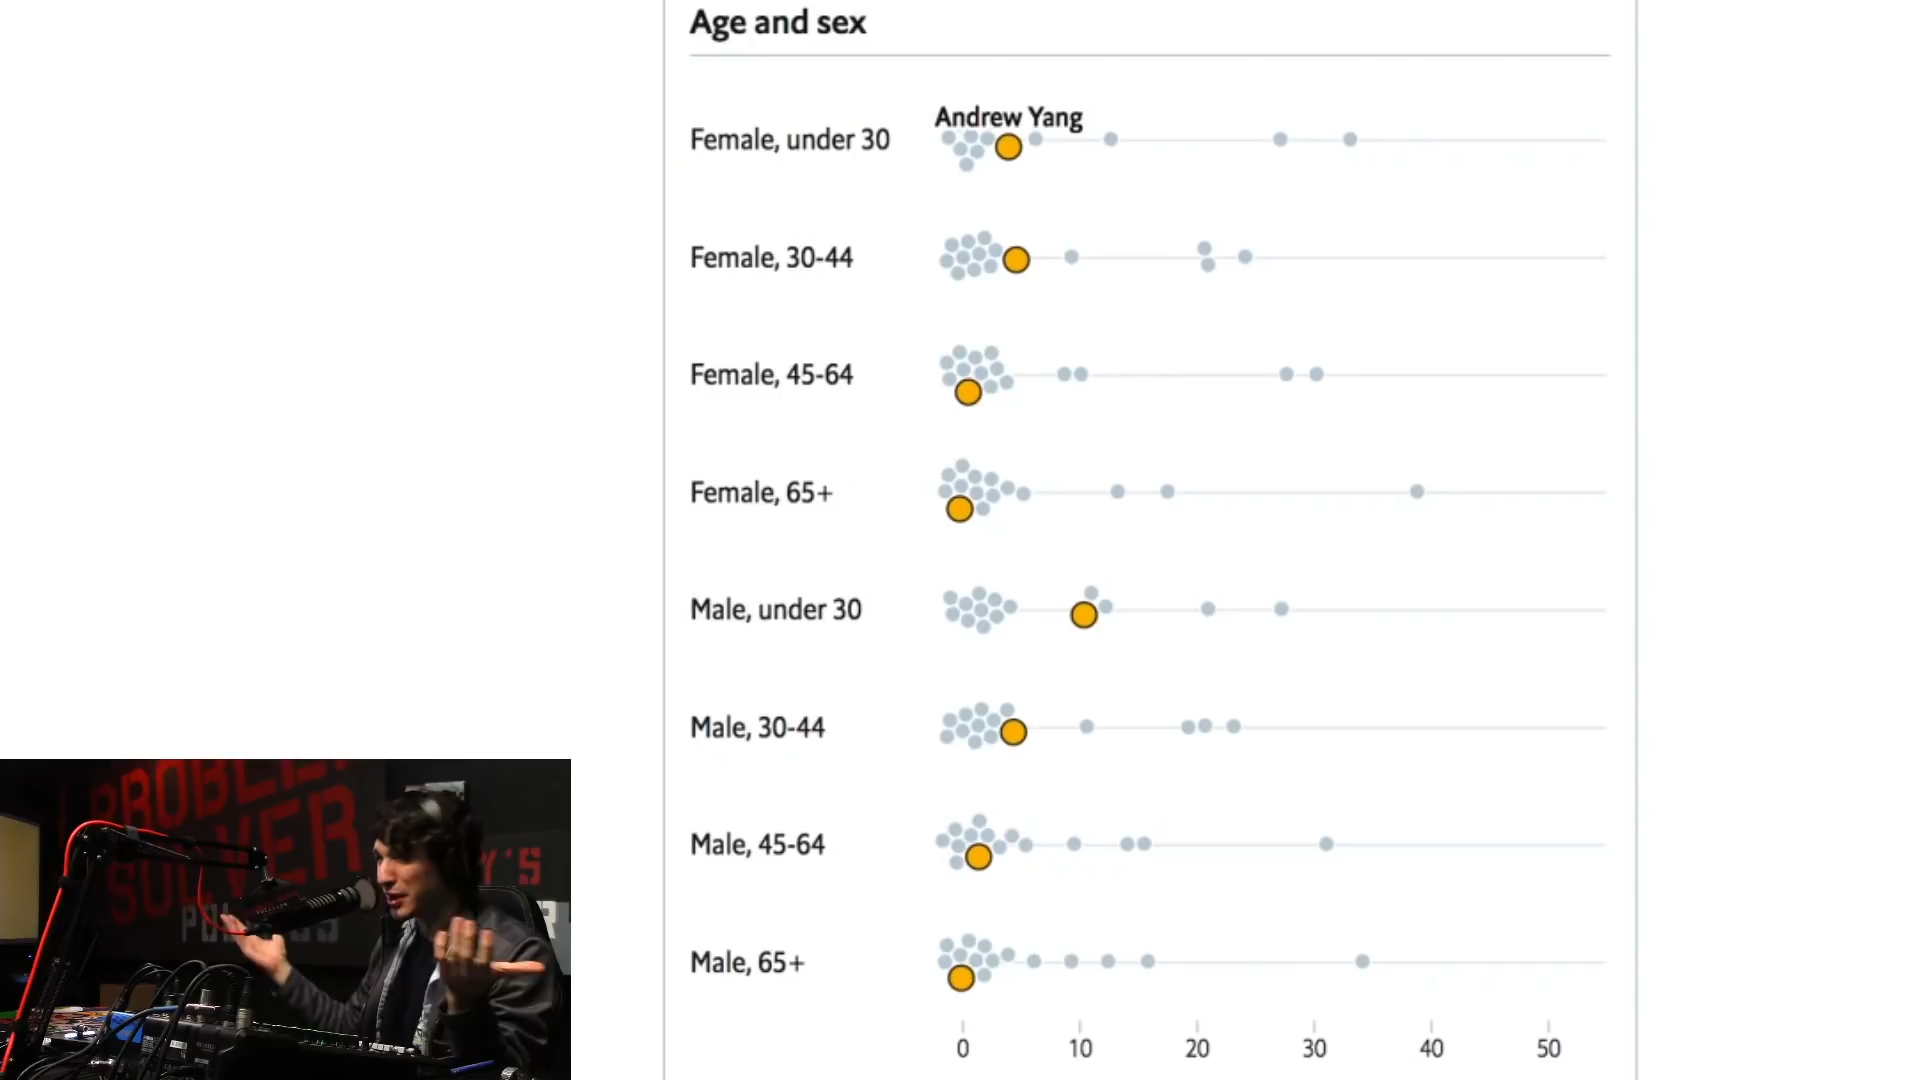 Age and sex
Andrew Yang
Female, under 30
Female, 30-44
Female, 45-64
Female, 65+
Male, under 30
Male, 30-44
Male, 45-64
Male, 65+
0 10 20 30 40 50
SOLVER